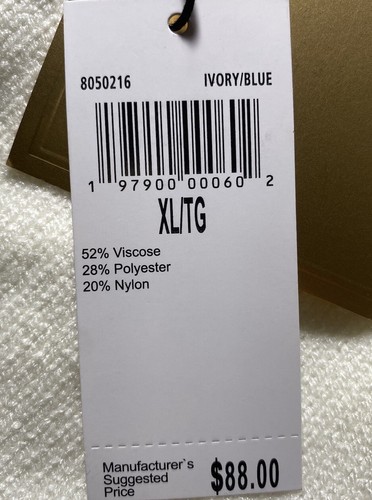 8050216 IVORY/BLUE
1 97900 00060 2
XL/TG
52% Viscose
28% Polyester
20% Nylon
Manufacturer`s
Suggested
Price
$88.00